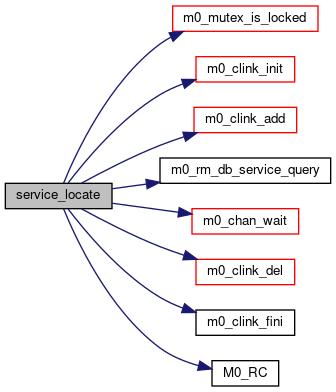 m0_mutex_is_locked
m0_clink_init
m0_clink_add
m0_rm_db_service_query
service_locate
m0_chan_wait
m0_clink_del
m0_clink_fini
M0_RC